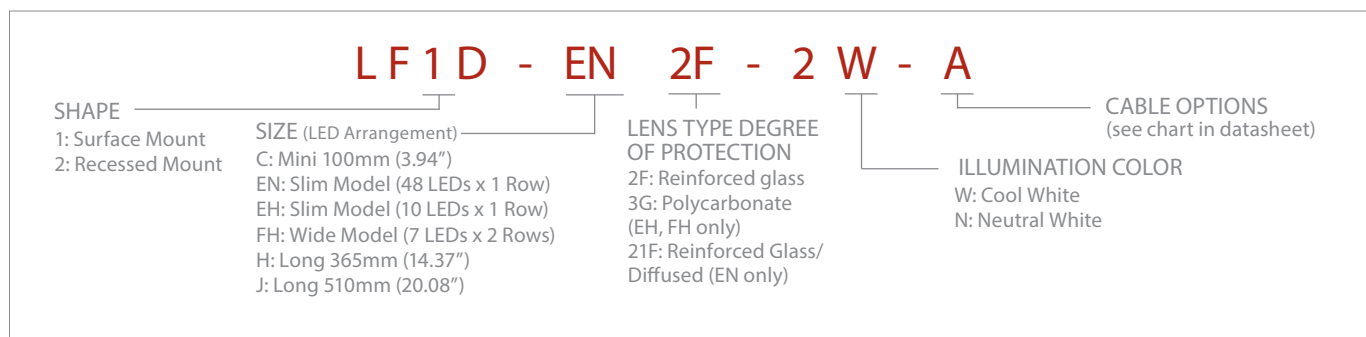 LF1D - EN 2F - 2 W - A
SHAPE
1: Surface Mount
2: Recessed Mount
SIZE (LED Arrangement)
C: Mini 100mm (3.94”)
EN: Slim Model (48 LEDs x 1 Row)
EH: Slim Model (10 LEDs x 1 Row)
FH: Wide Model (7 LEDs x 2 Rows)
H: Long 365mm (14.37”)
J: Long 510mm (20.08”)
LENS TYPE DEGREE
OF PROTECTION
2F: Reinforced glass
3G: Polycarbonate
(EH, FH only)
21F: Reinforced Glass/
Diffused (EN only)
ILLUMINATION COLOR
W: Cool White
N: Neutral White
CABLE OPTIONS
(see chart in datasheet)